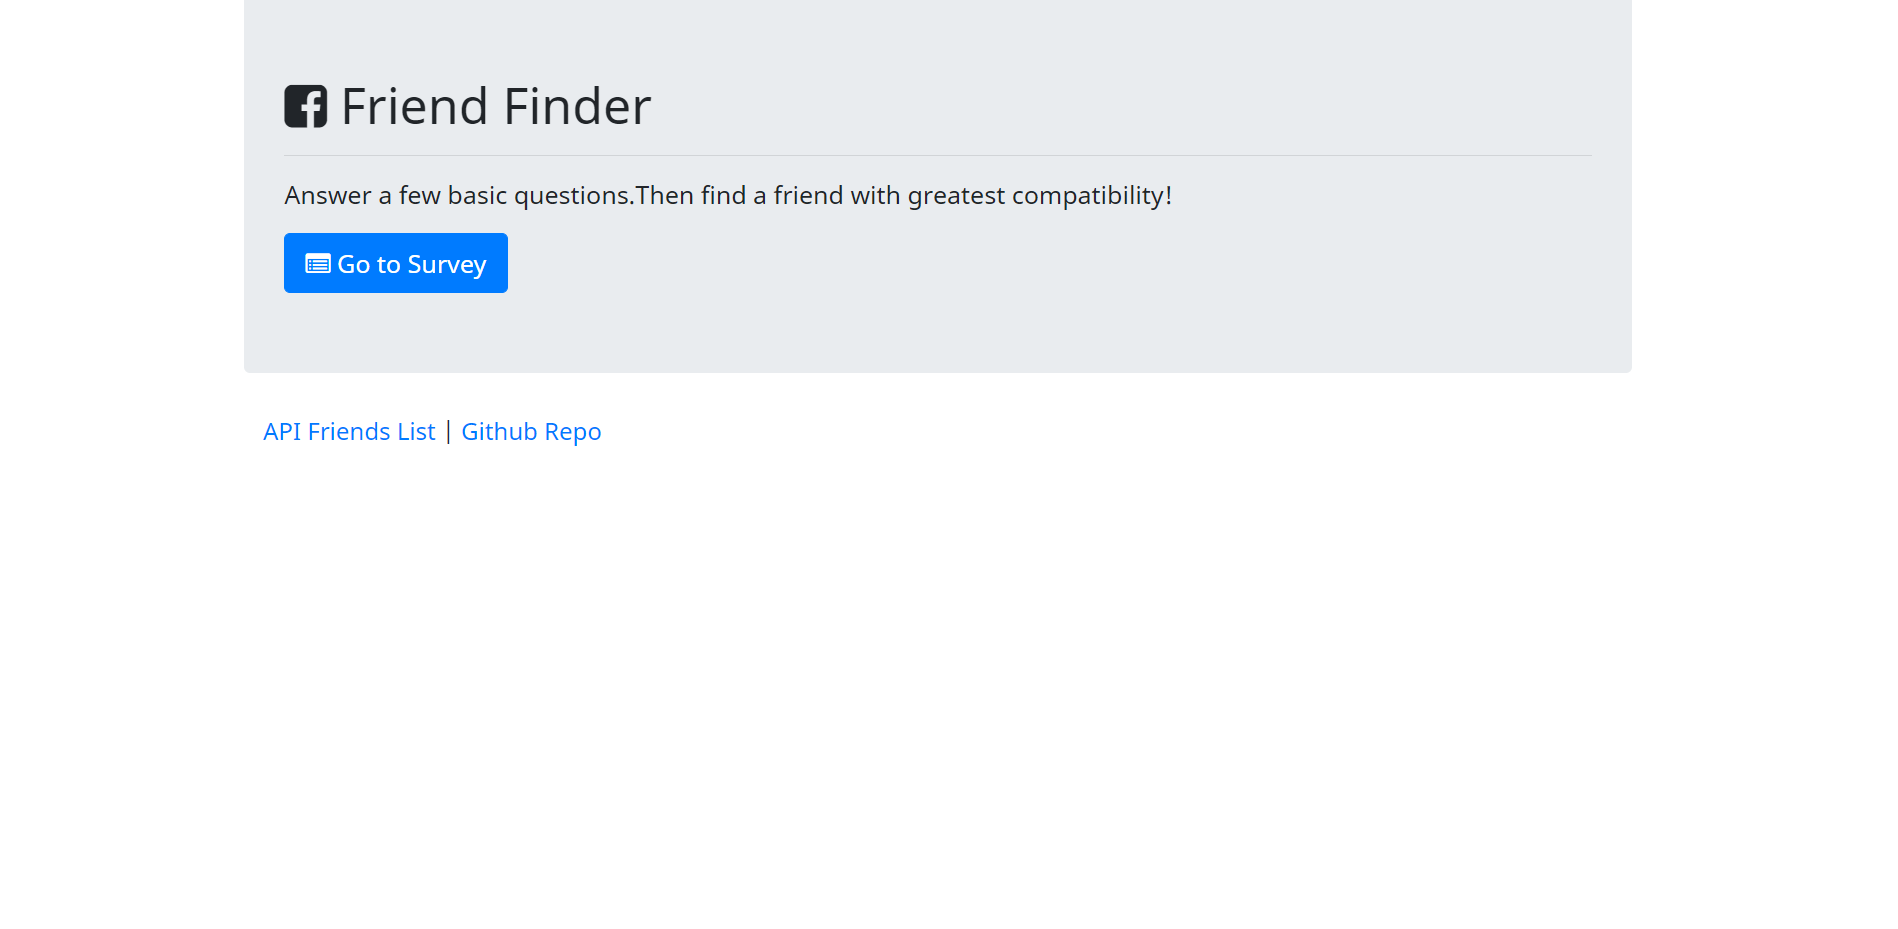 Friend Finder
Answer a few basic questions.Then find a friend with greatest compatibility!
Go to Survey
API Friends List | Github Repo